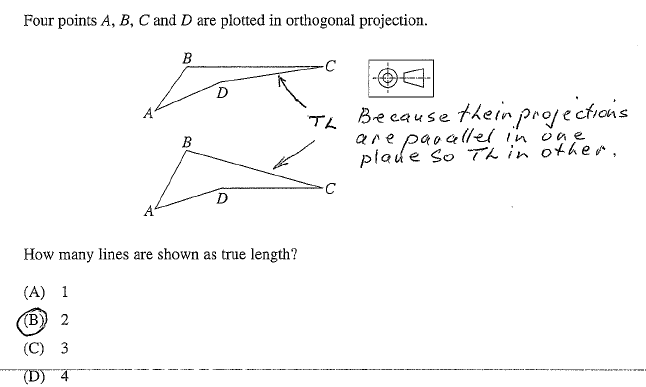 Four points A, B, C and D are plotted in orthogonal projection.
B
C
D
A
TL
Because their projections
are parallel in one
plane so TL in other.
B
C
D
A
How many lines are shown as true length?
(A) 1
(B) 2
(C) 3
(D) 4